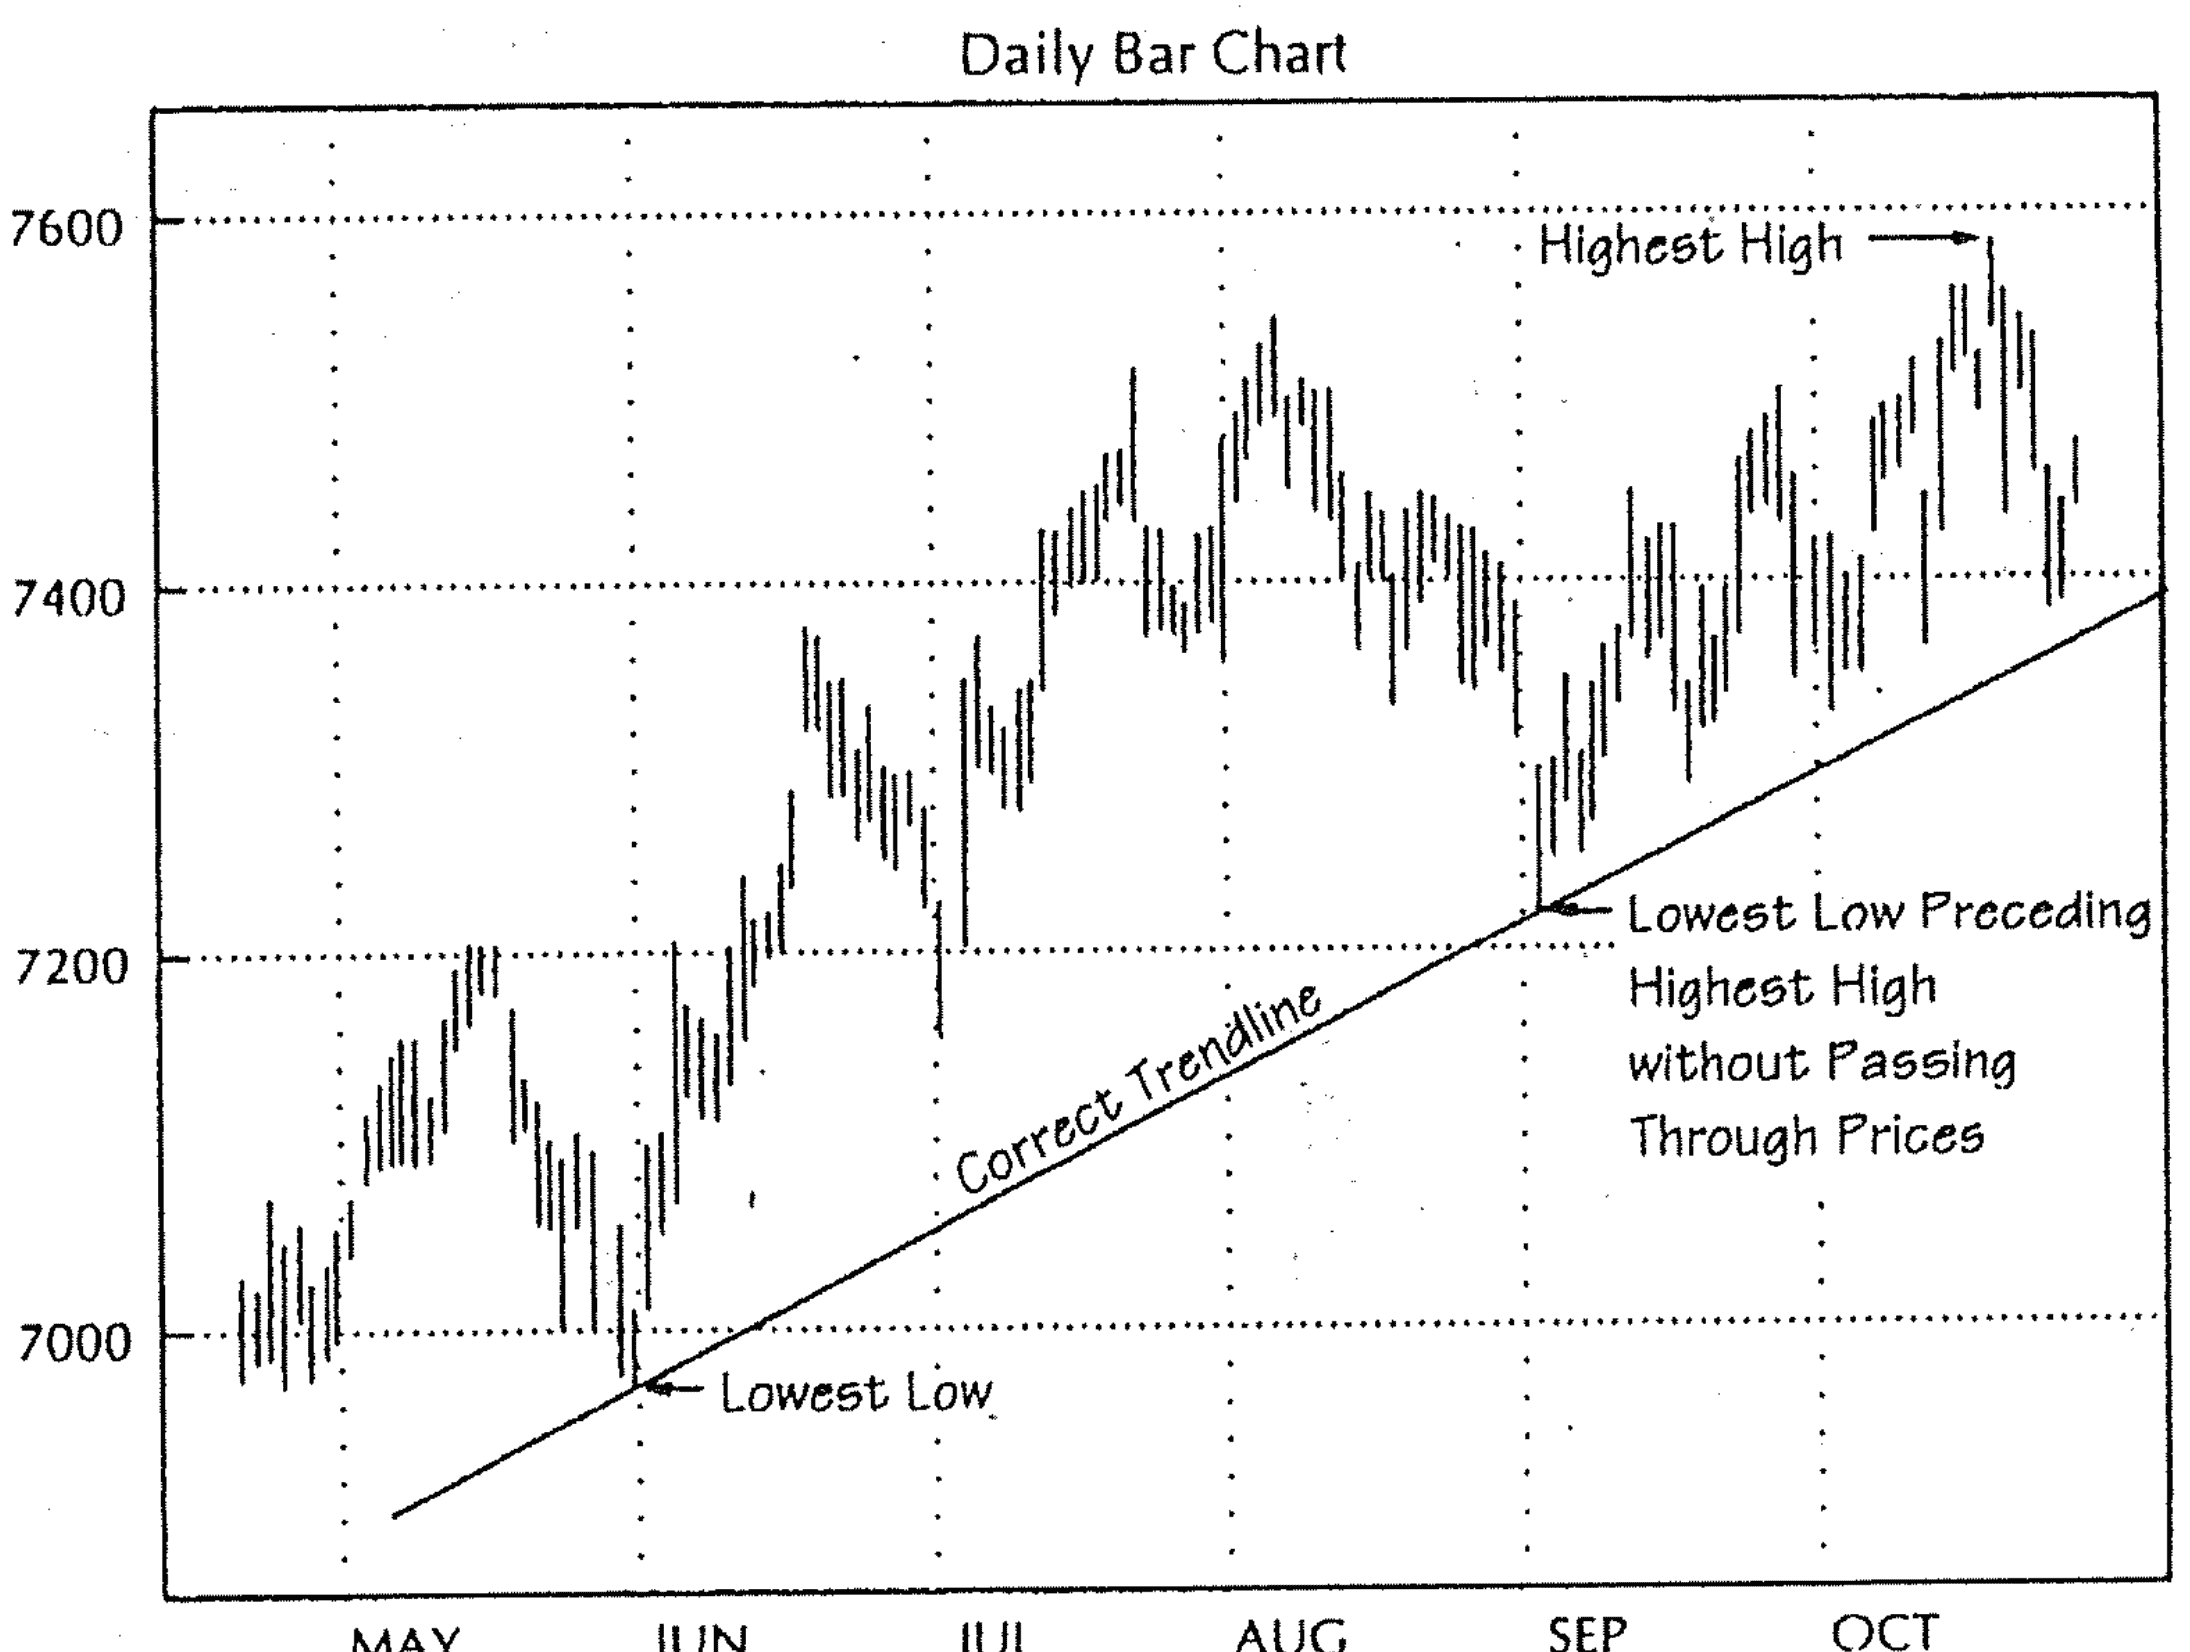 Daily Bar Chart
7600
Highest High
7400
7200
Lowest Low Preceding
Highest High
without Passing
Through Prices
Correct Trendline
7000
Lowest Low
MAY JUN JUL AUG SEP OCT